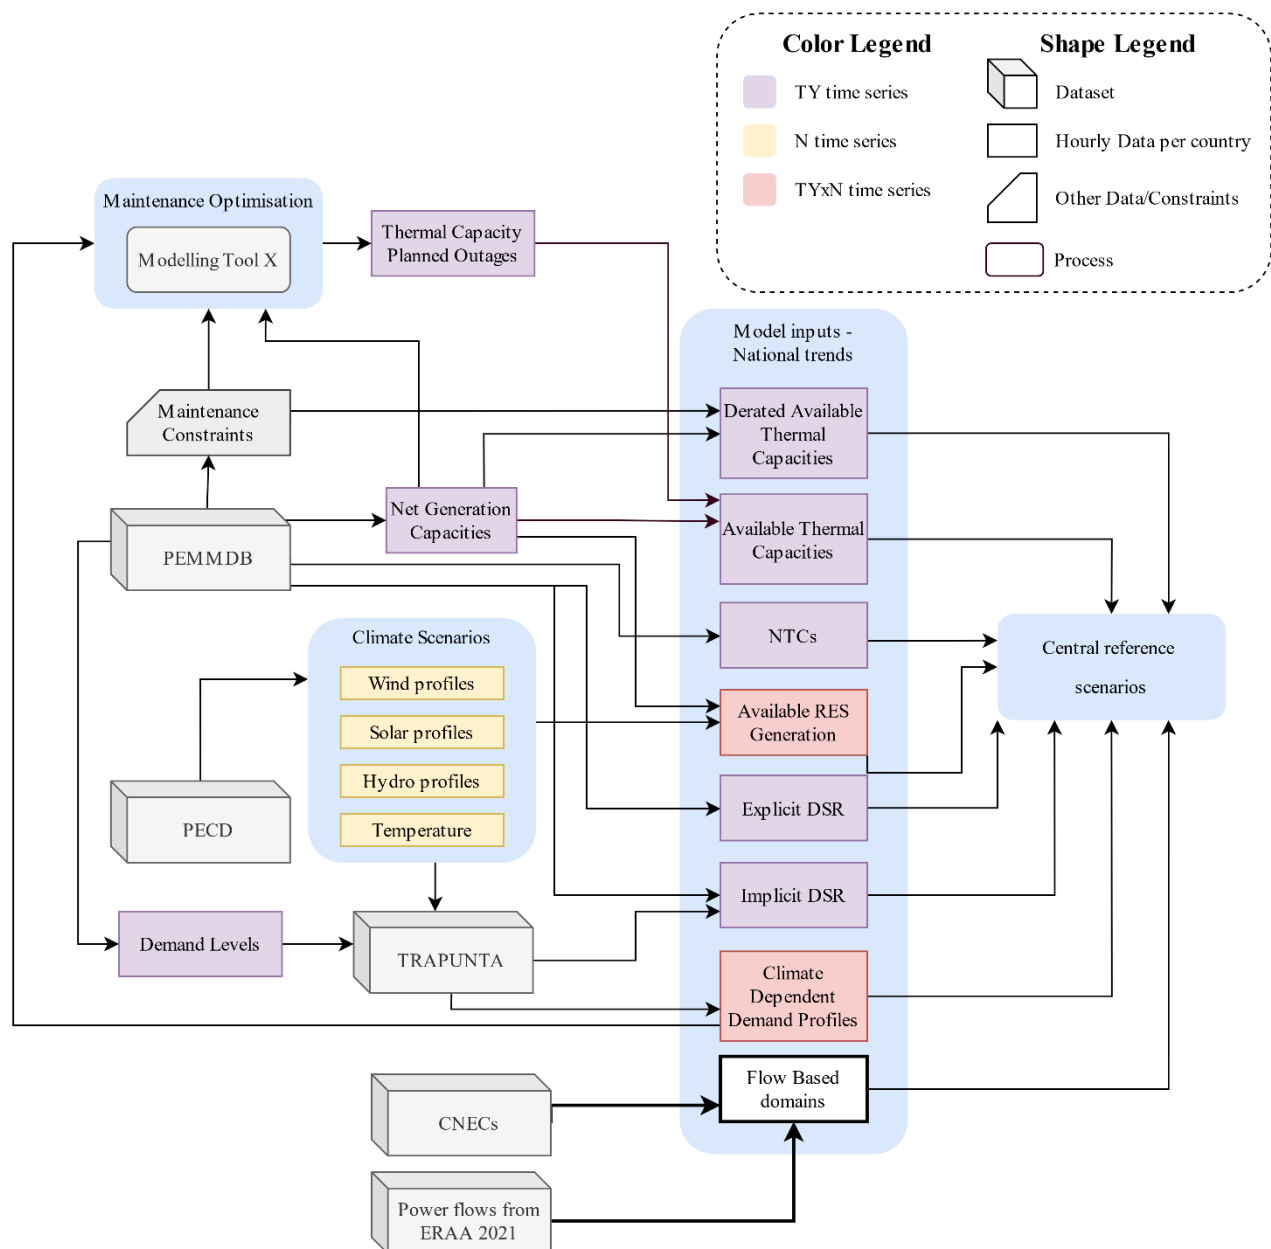 Color Legend
TY time series
N time series
TYxN time series
Shape Legend
Dataset
Hourly Data per country
Other Data/Constraints
Process
Maintenance Optimisation
Modelling Tool X
Thermal Capacity
Planned Outages
Maintenance
Constraints
PEMMDB
Net Generation
Capacities
Climate Scenarios
Wind profiles
Solar profiles
Hydro profiles
Temperature
PECD
Demand Levels
TRAPUNTA
CNECs
Power flows from
ERAA 2021
Model inputs -
National trends
Derated Available
Thermal
Capacities
Available Thermal
Capacities
NTCs
Available RES
Generation
Explicit DSR
Implicit DSR
Climate
Dependent
Demand Profiles
Flow Based
domains
Central reference
scenarios